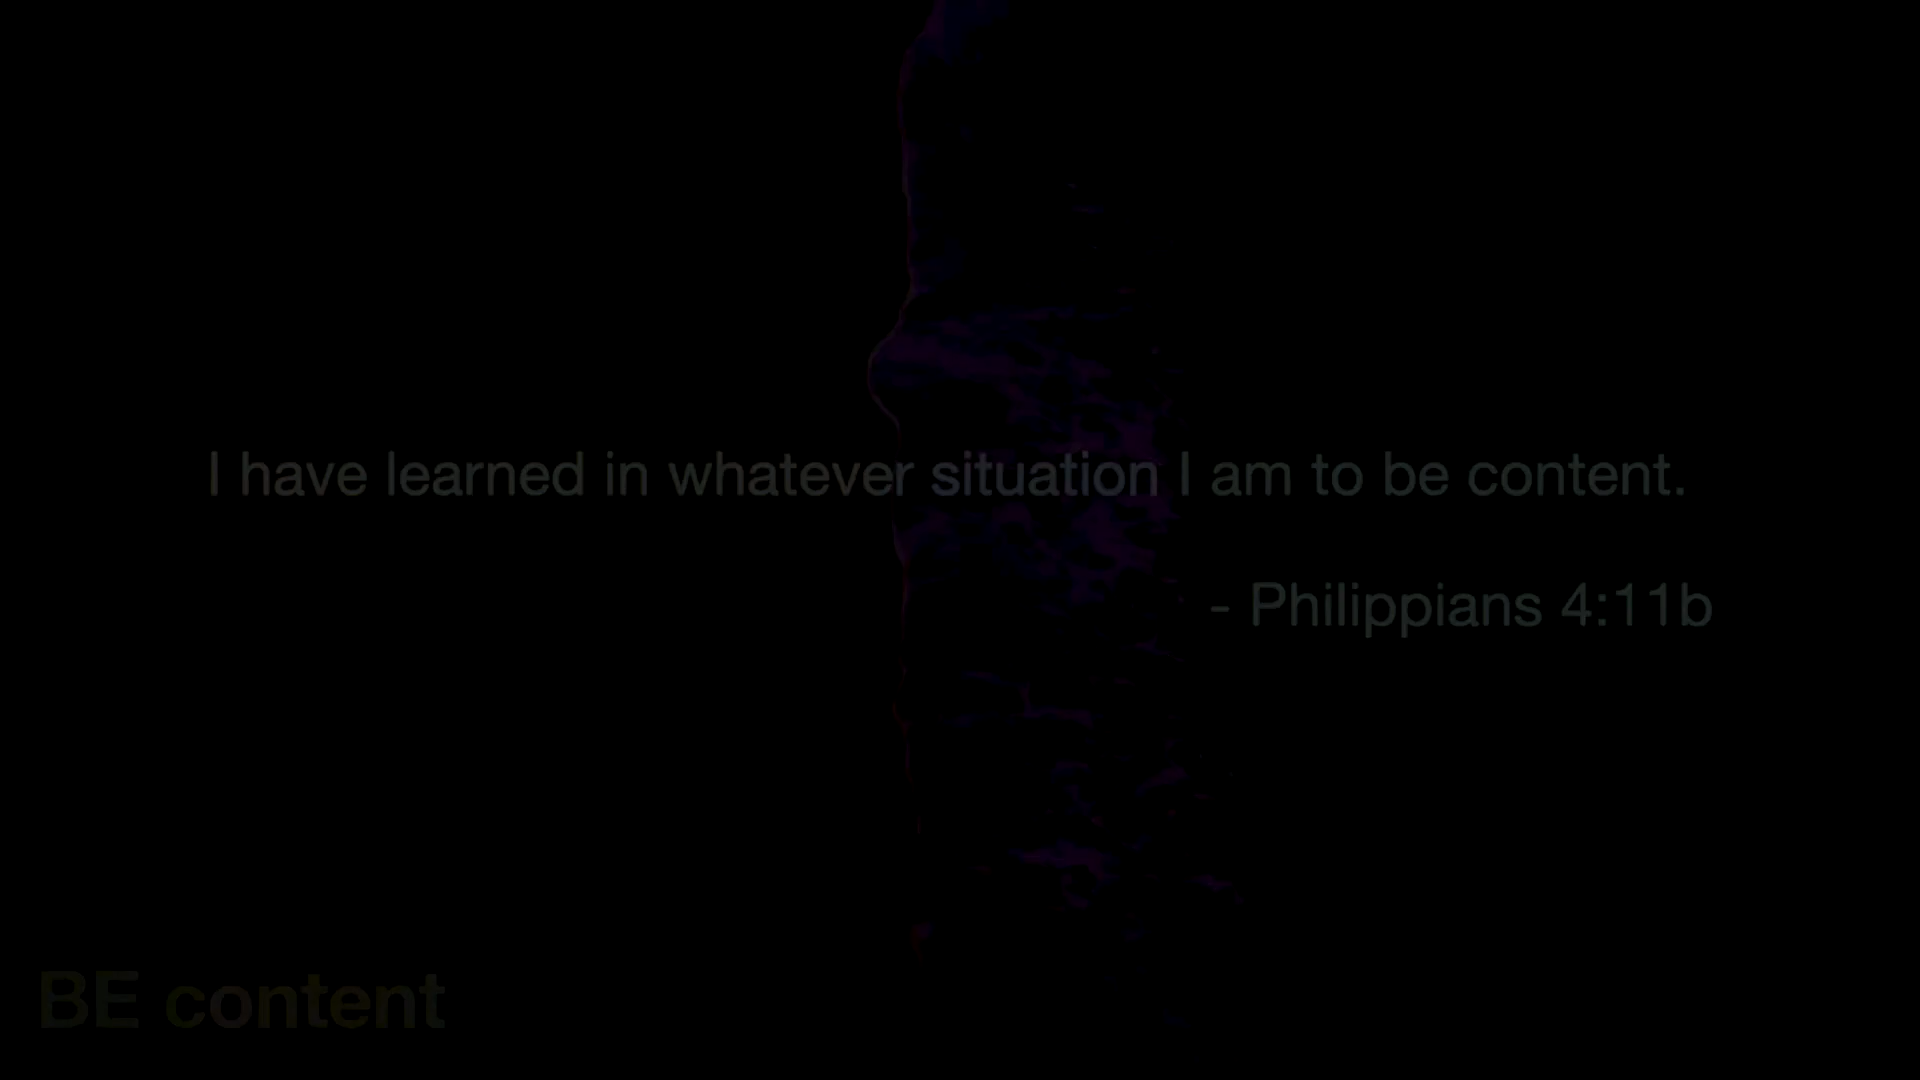 I have learned in whatever situation I am to be content.
- Philippians 4:11b
BE content